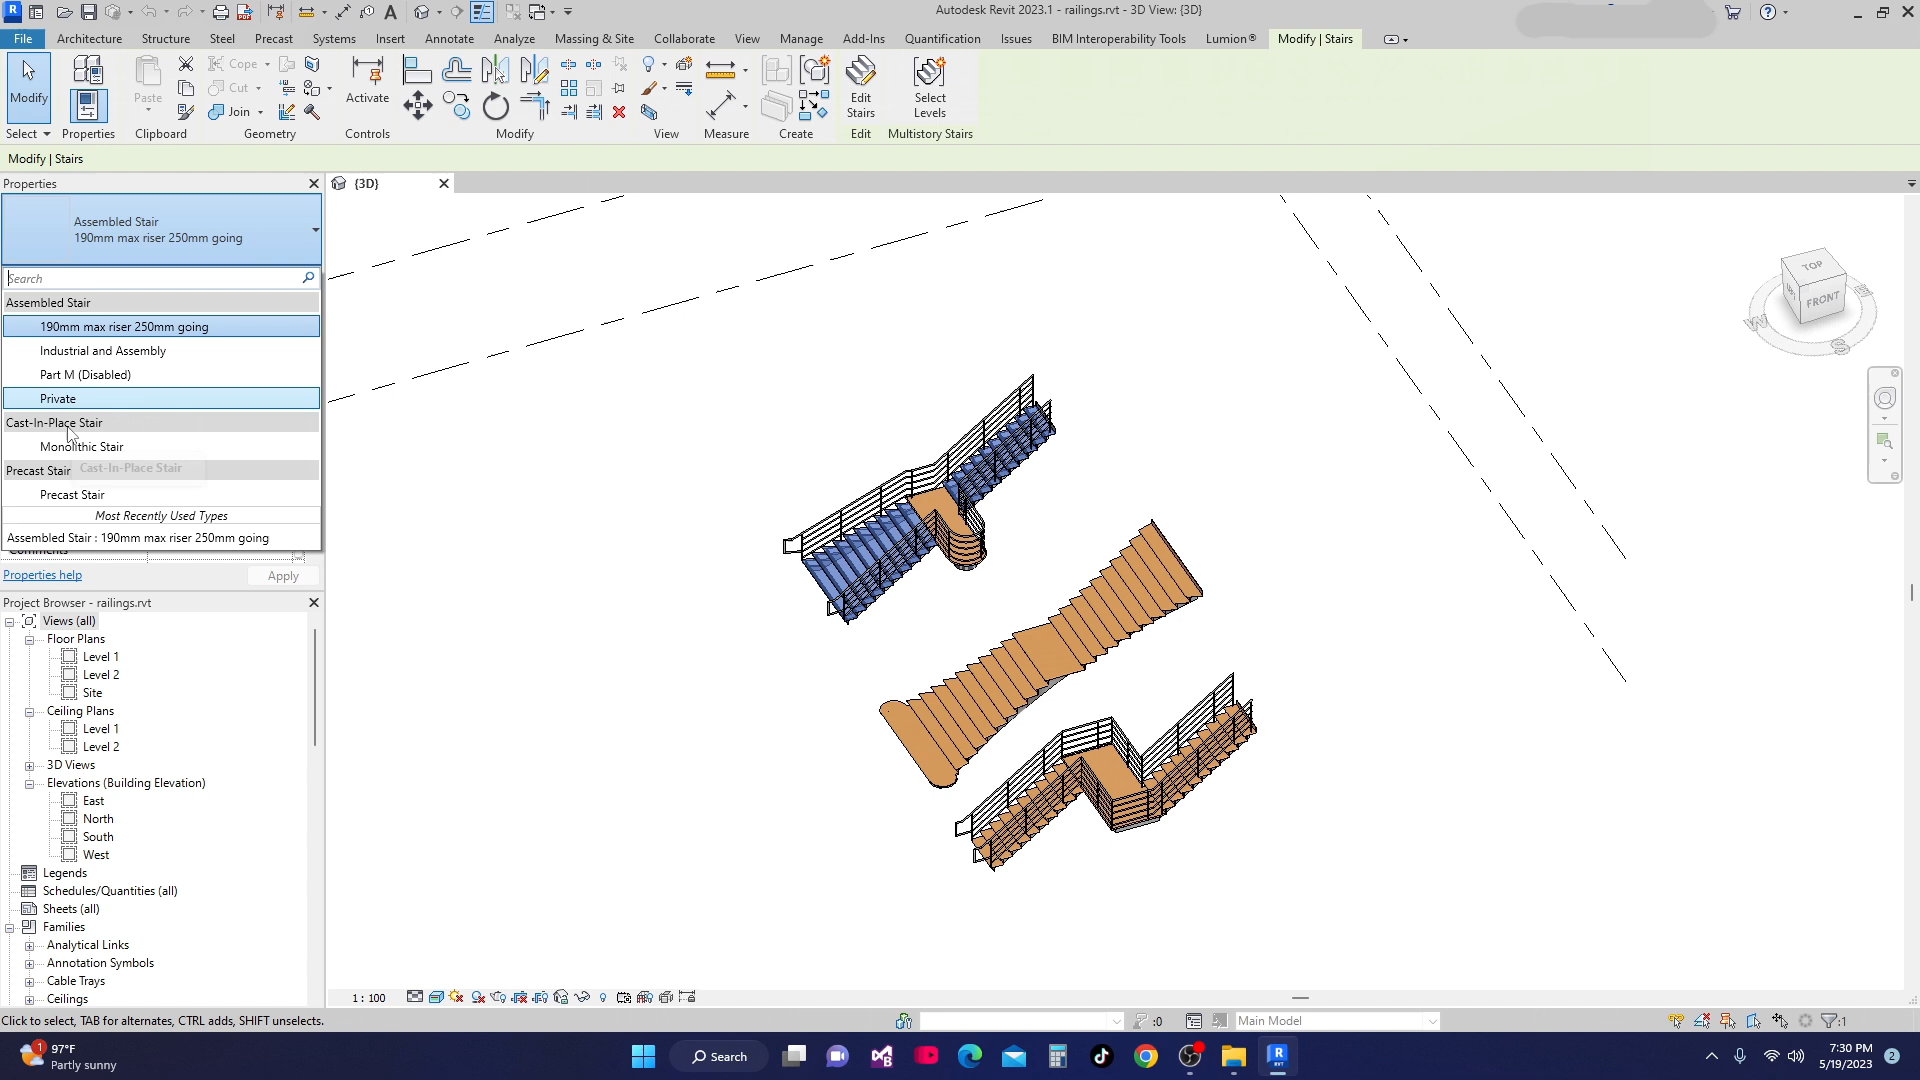 Autodesk Revit 2023.1 - railings.rvt - 3D View: {3D}
File Architecture Structure Steel Precast Systems Insert Annotate Analyze Massing & Site Collaborate View Manage Add-Ins Quantification Issues BIM Interoperability Tools Lumion® Modify | Stairs
Modify
Paste
Cope
Cut
Join
Activate
Edit Stairs
Select Levels
Select Properties Clipboard Geometry Controls Modify View Measure Create Edit Multistory Stairs
Modify | Stairs
Properties
{3D}
Assembled Stair
190mm max riser 250mm going
Search
Assembled Stair
190mm max riser 250mm going
Industrial and Assembly
Part M (Disabled)
Private
Cast-In-Place Stair
Monolithic Stair
Precast Stair
Cast-In-Place Stair
Precast Stair
Most Recently Used Types
Assembled Stair : 190mm max riser 250mm going
Comments
Properties help
Apply
Project Browser - railings.rvt
Views (all)
Floor Plans
Level 1
Level 2
Site
Ceiling Plans
Level 1
Level 2
3D Views
Elevations (Building Elevation)
East
North
South
West
Legends
Schedules/Quantities (all)
Sheets (all)
Families
Analytical Links
Annotation Symbols
Cable Trays
Ceilings
TOP
FRONT
W
E
S
1 : 100
Click to select, TAB for alternates, CTRL adds, SHIFT unselects.
:0
Main Model
:1
97°F
Partly sunny
Search
7:30 PM
5/19/2023
2